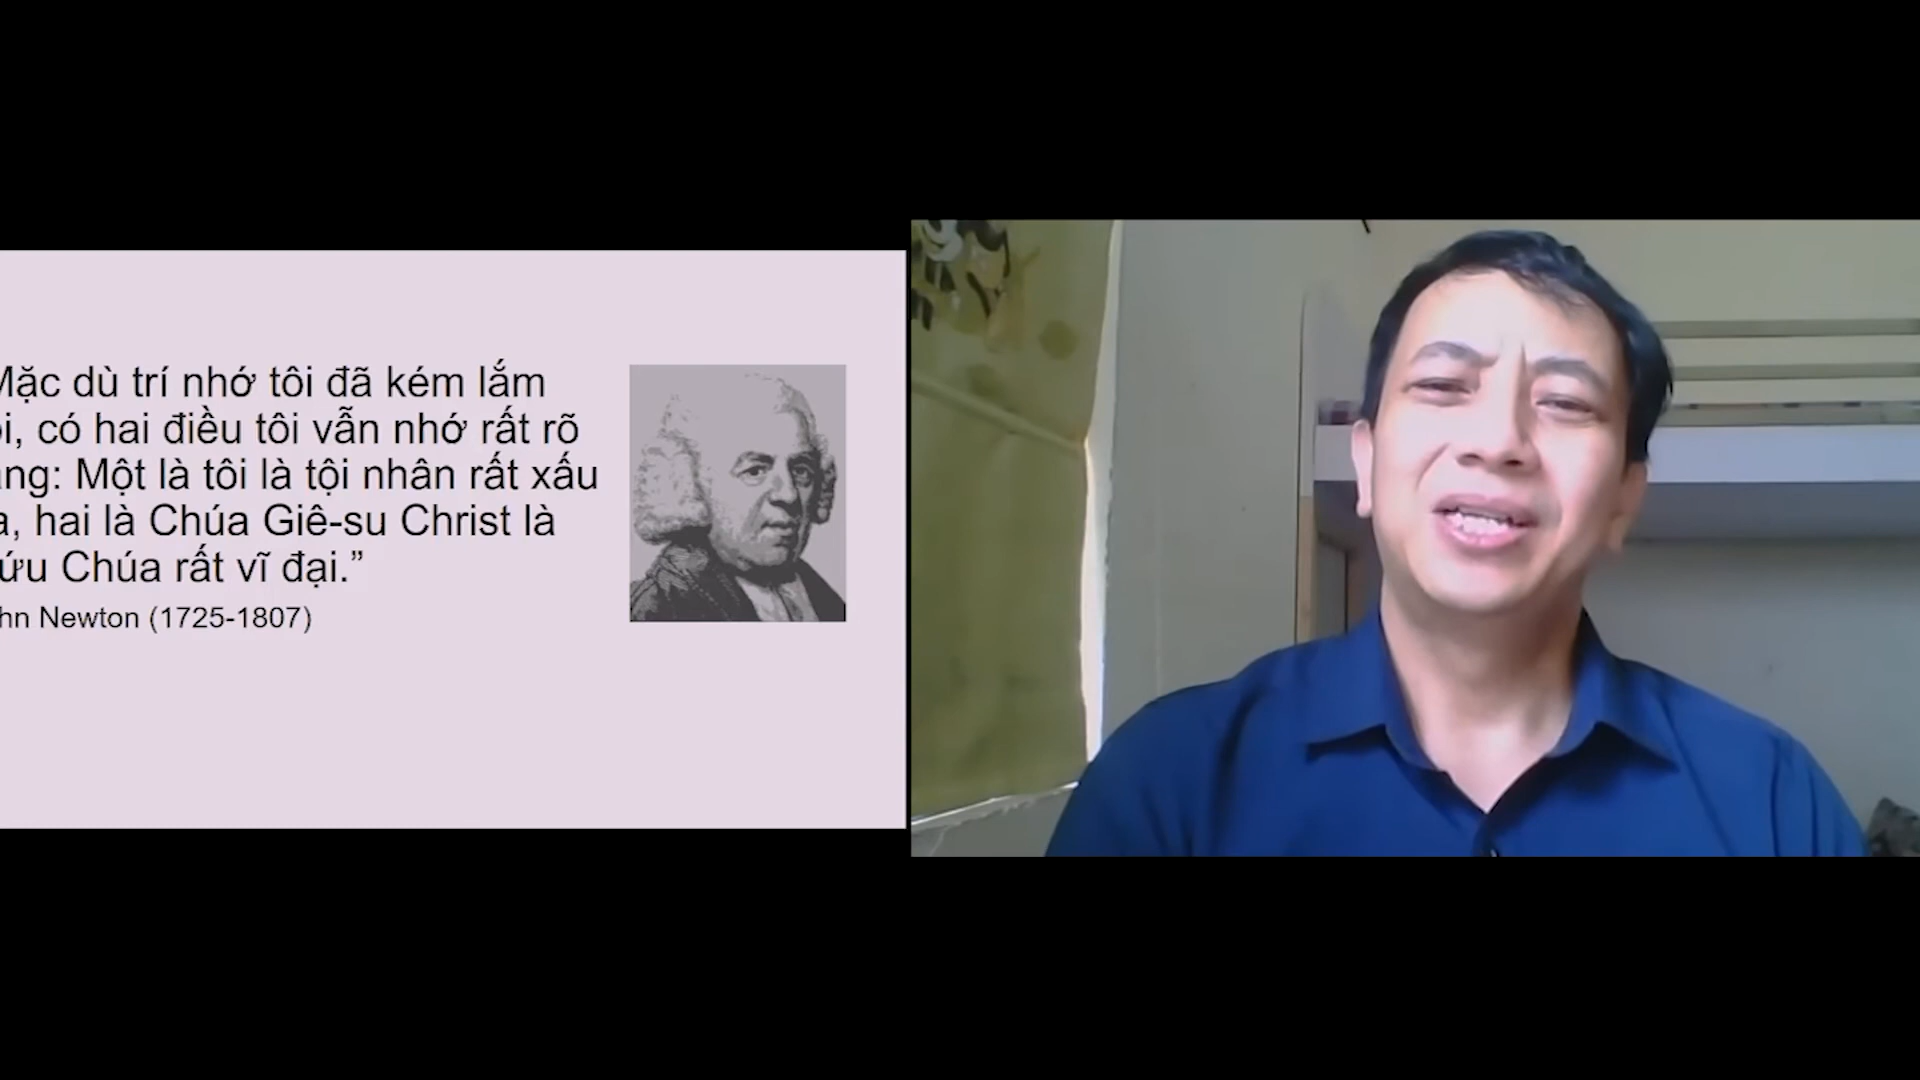 Mặc dù trí nhớ tôi đã kém lắm
i, có hai điều tôi vẫn nhớ rất rõ
ng: Một là tôi là tội nhân rất xấu
a, hai là Chúa Giê-su Christ là
ứu Chúa rất vĩ đại.”
hn Newton (1725-1807)